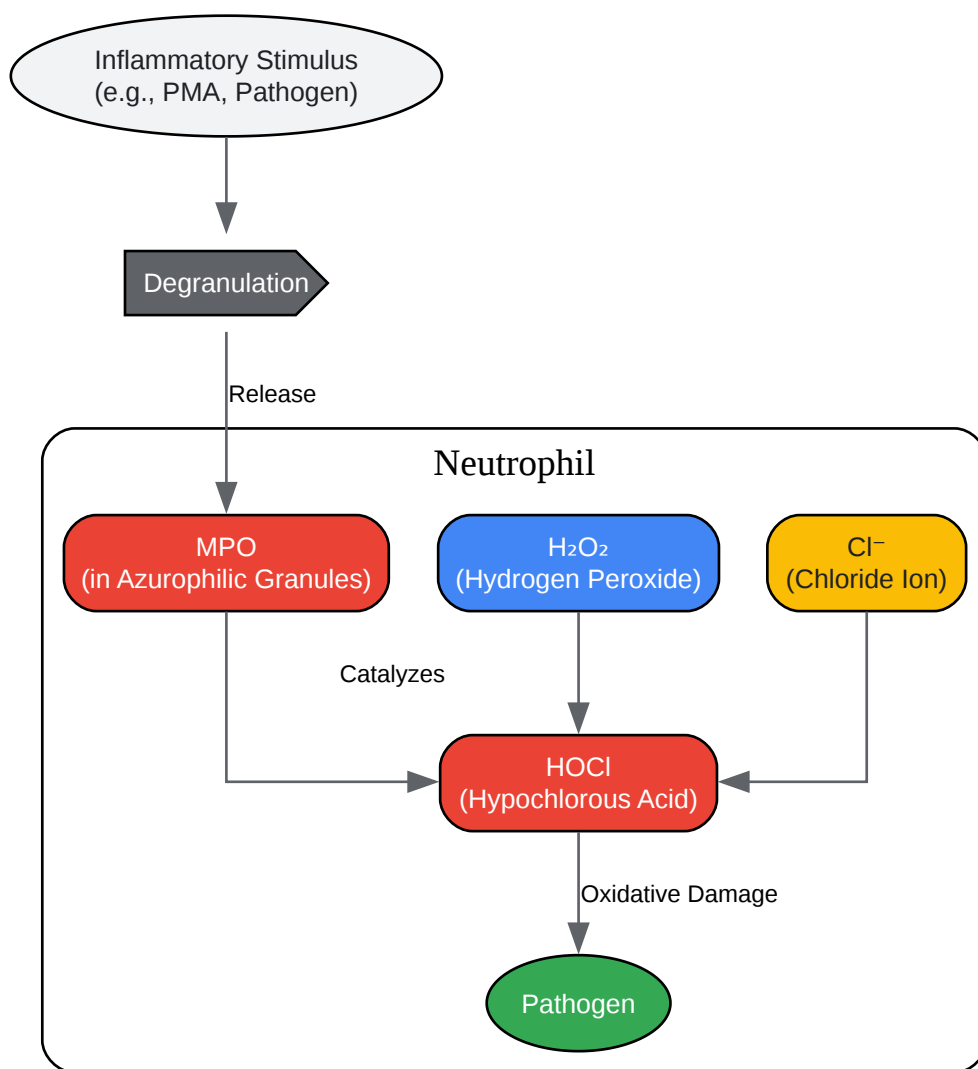 Inflammatory Stimulus
(e.g., PMA, Pathogen)
Degranulation
Release
Neutrophil
MPO
(in Azurophilic Granules)
H₂O₂
(Hydrogen Peroxide)
Cl⁻
(Chloride Ion)
Catalyzes
HOCl
(Hypochlorous Acid)
Oxidative Damage
Pathogen